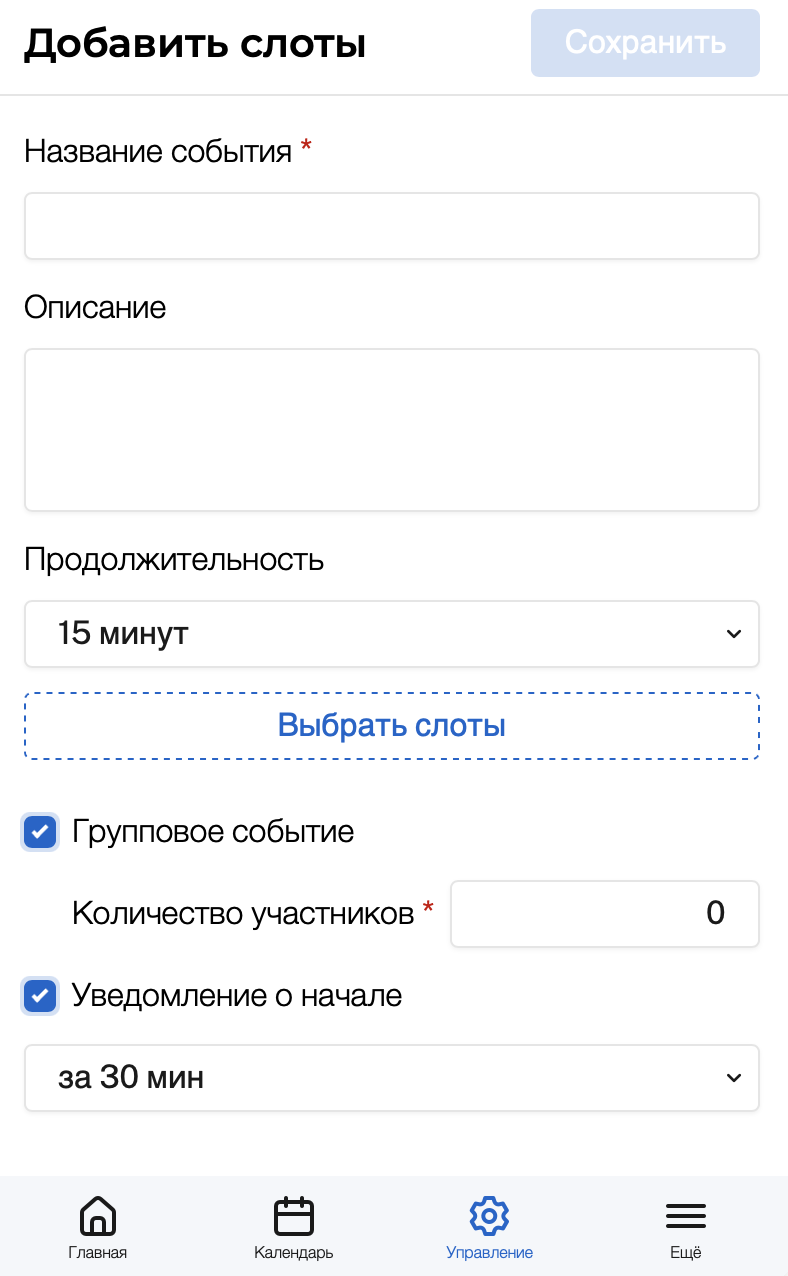 Добавить слоты
Сохранить
Название события *
Описание
Продолжительность
15 минут
Выбрать слоты
Групповое событие
Количество участников * 0
Уведомление о начале
за 30 мин
Главная Календарь Управление Ещё